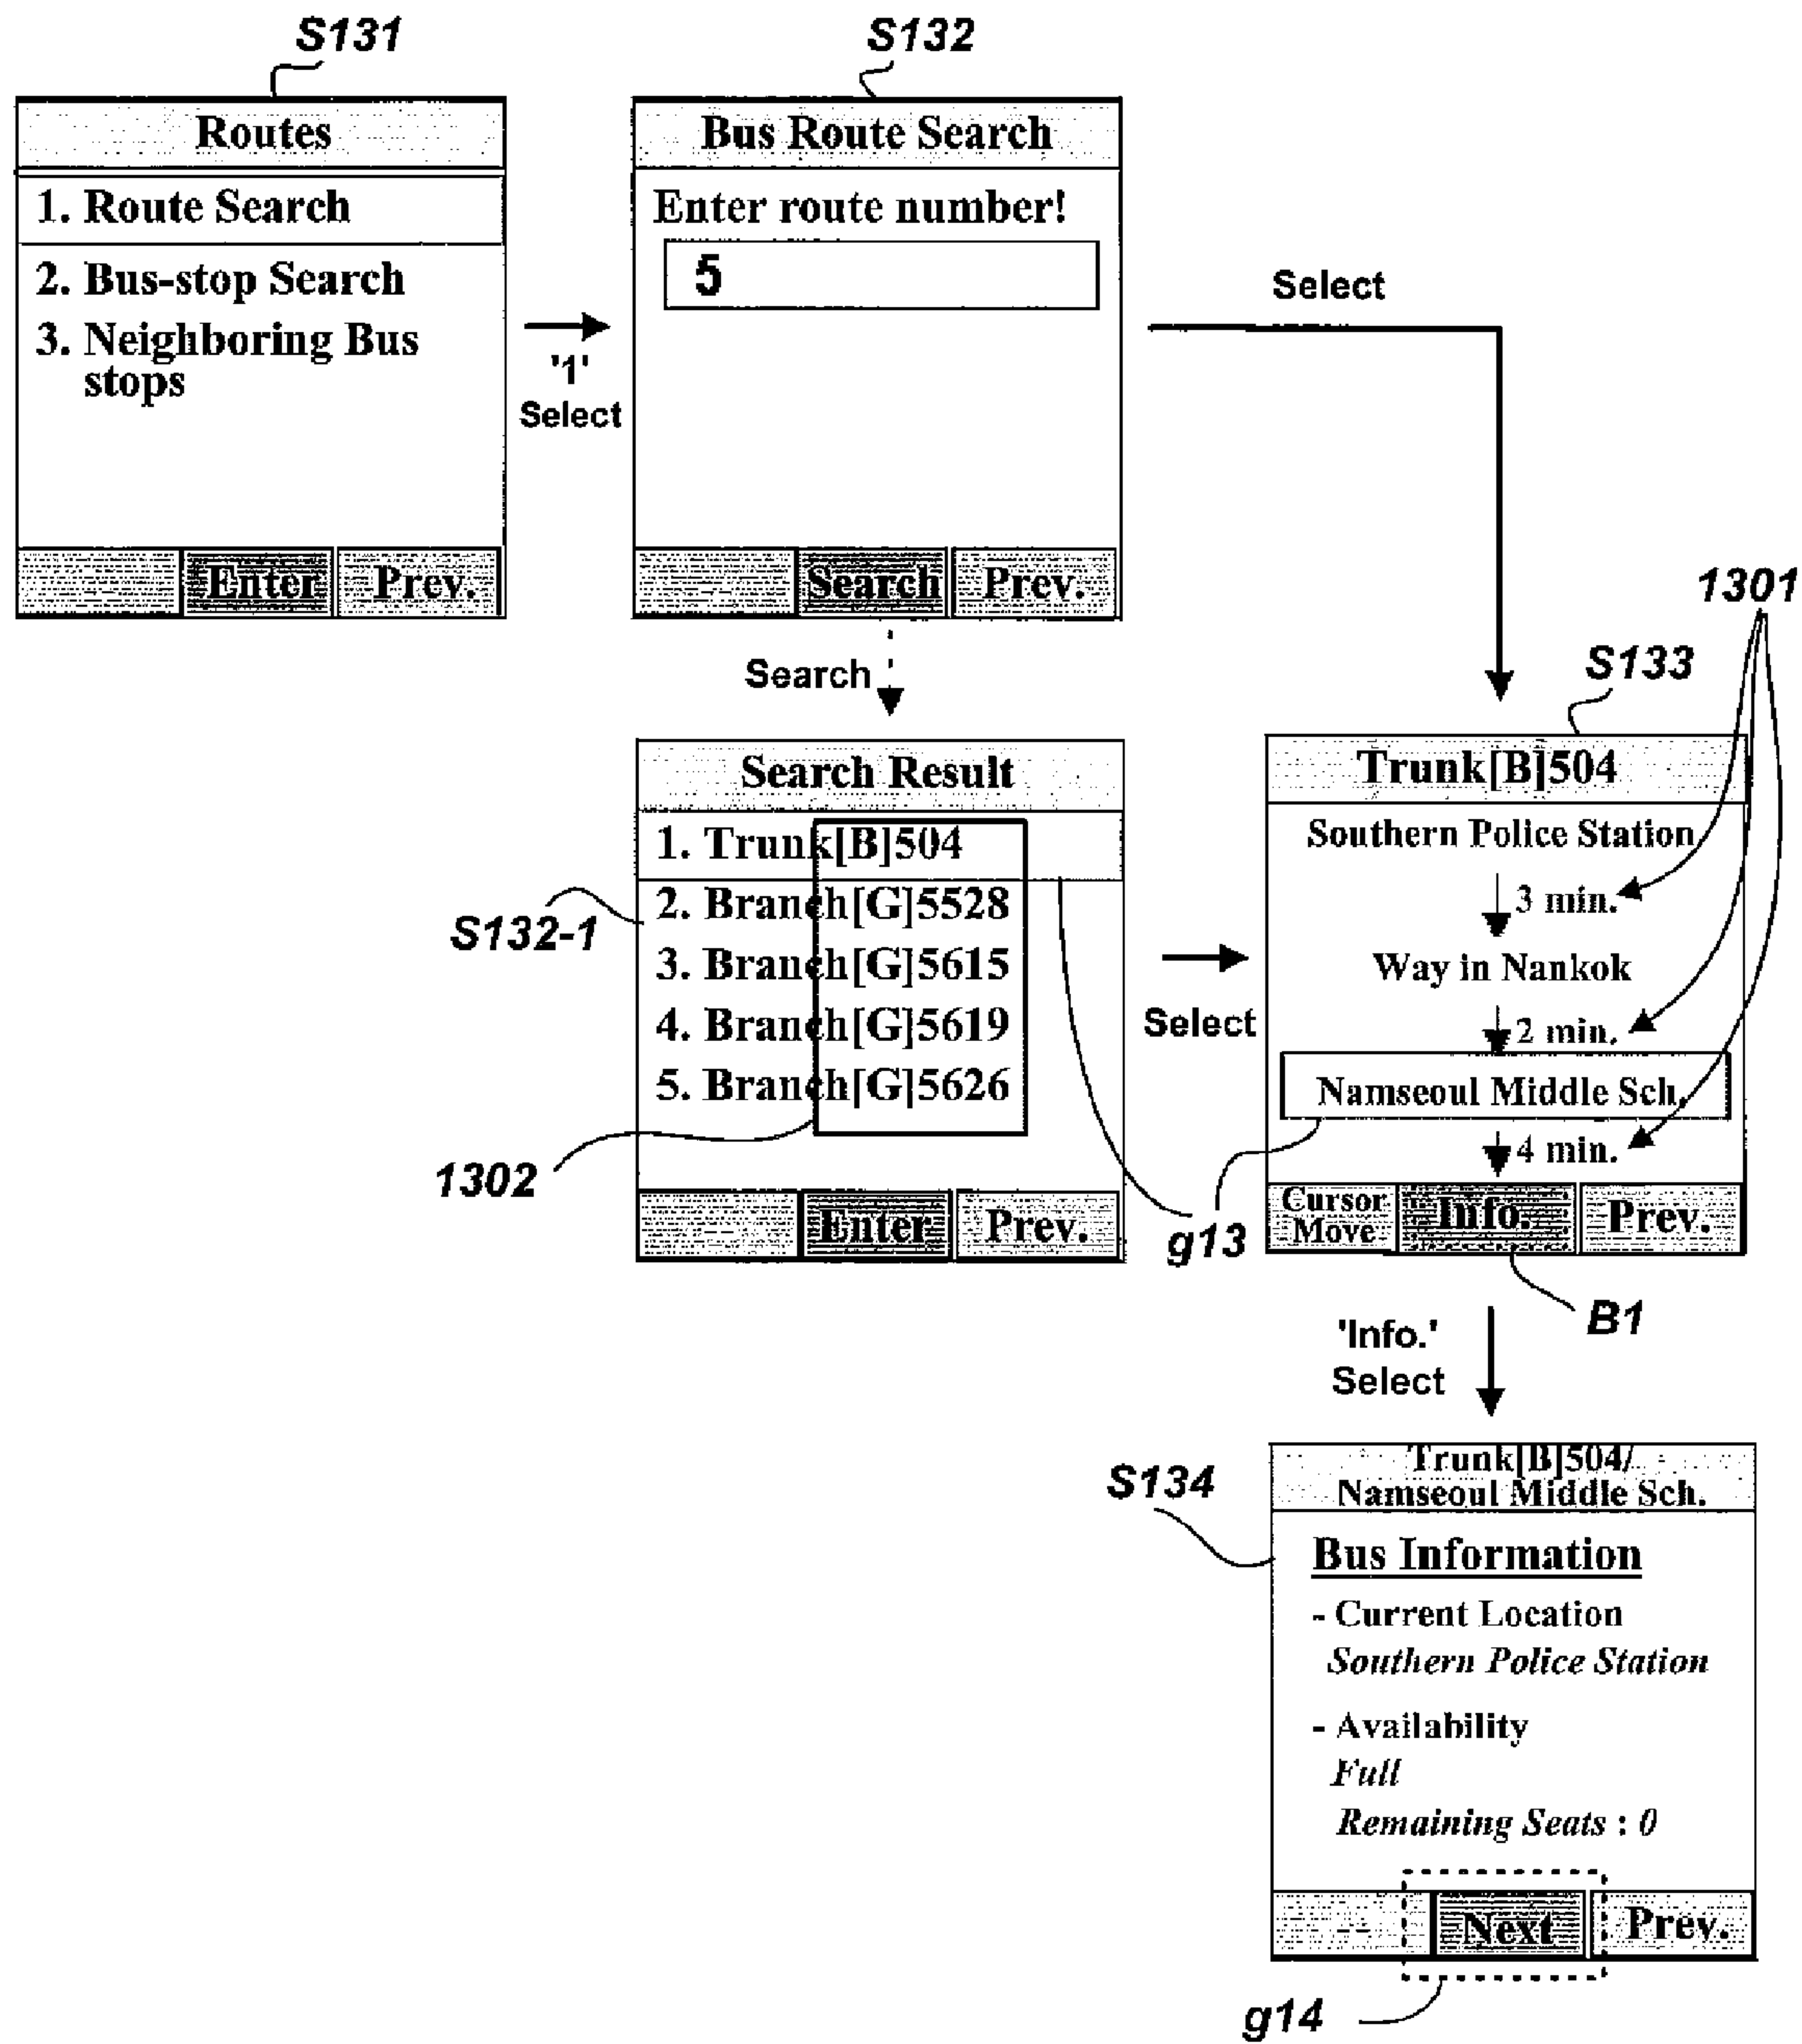 S131
Routes
1. Route Search
2. Bus-stop Search
3. Neighboring Bus
stops
Enter
Prev.
'1'
Select
S132
Bus Route Search
Enter route number!
5
Search
Prev.
Select
Search
Search Result
1. Trunk[B]504
2. Branch[G]5528
3. Branch[G]5615
4. Branch[G]5619
5. Branch[G]5626
Enter
Prev.
S132-1
1302
Select
g13
1301
S133
Trunk[B]504
Southern Police Station
3 min.
Way in Nankok
2 min.
Namseoul Middle Sch.
4 min.
Cursor
Move
Info.
Prev.
B1
'Info.'
Select
S134
Trunk[B]504/
Namseoul Middle Sch.
Bus Information
- Current Location
Southern Police Station
- Availability
Full
Remaining Seats : 0
Next
Prev.
g14